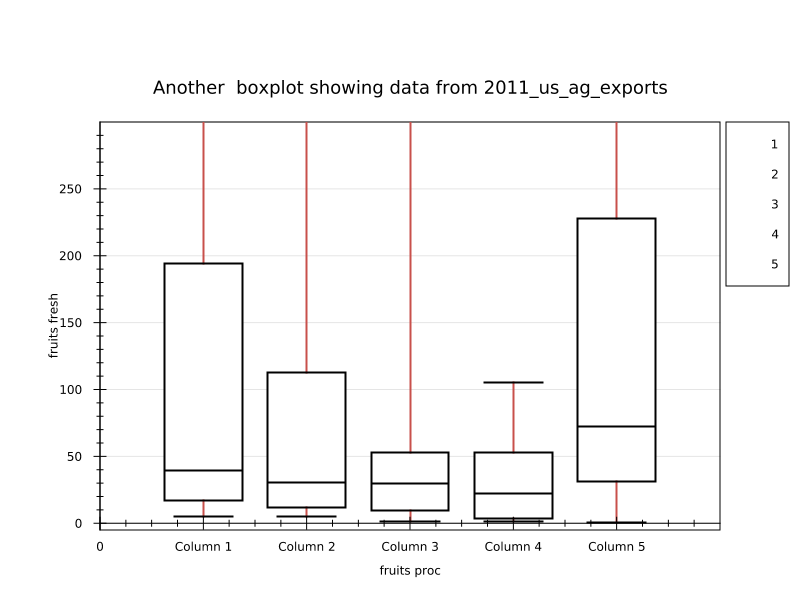 Another  boxplot showing data from 2011_us_ag_exports
1
2
3
4
5
250
200
150
100
50
0
fruits fresh
0 Column 1 Column 2 Column 3 Column 4 Column 5
fruits proc